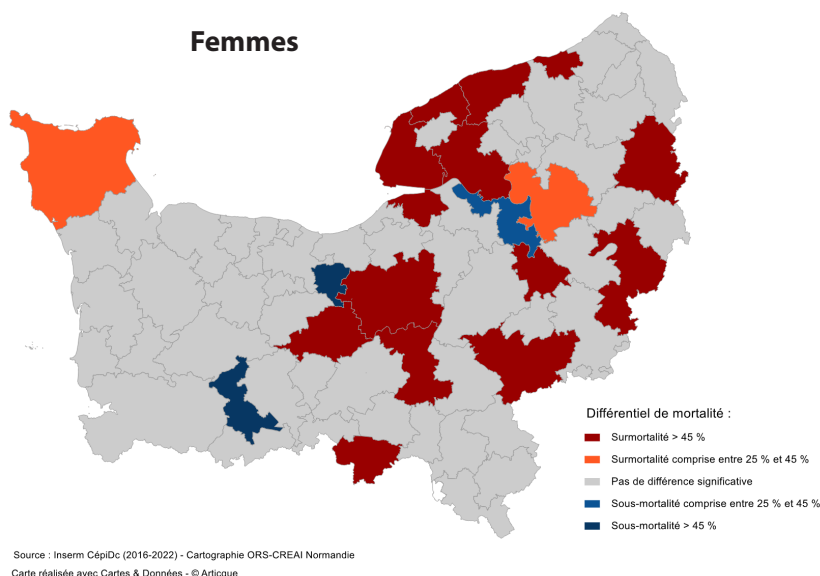 Femmes
Différentiel de mortalité :
Surmortalité > 45 %
Surmortalité comprise entre 25 % et 45 %
Pas de différence significative
Sous-mortalité comprise entre 25 % et 45 %
Sous-mortalité > 45 %
Source : Inserm CépiDc (2016-2022) - Cartographie ORS-CREAI Normandie
Carte réalisée avec Cartes & Données - © Articque